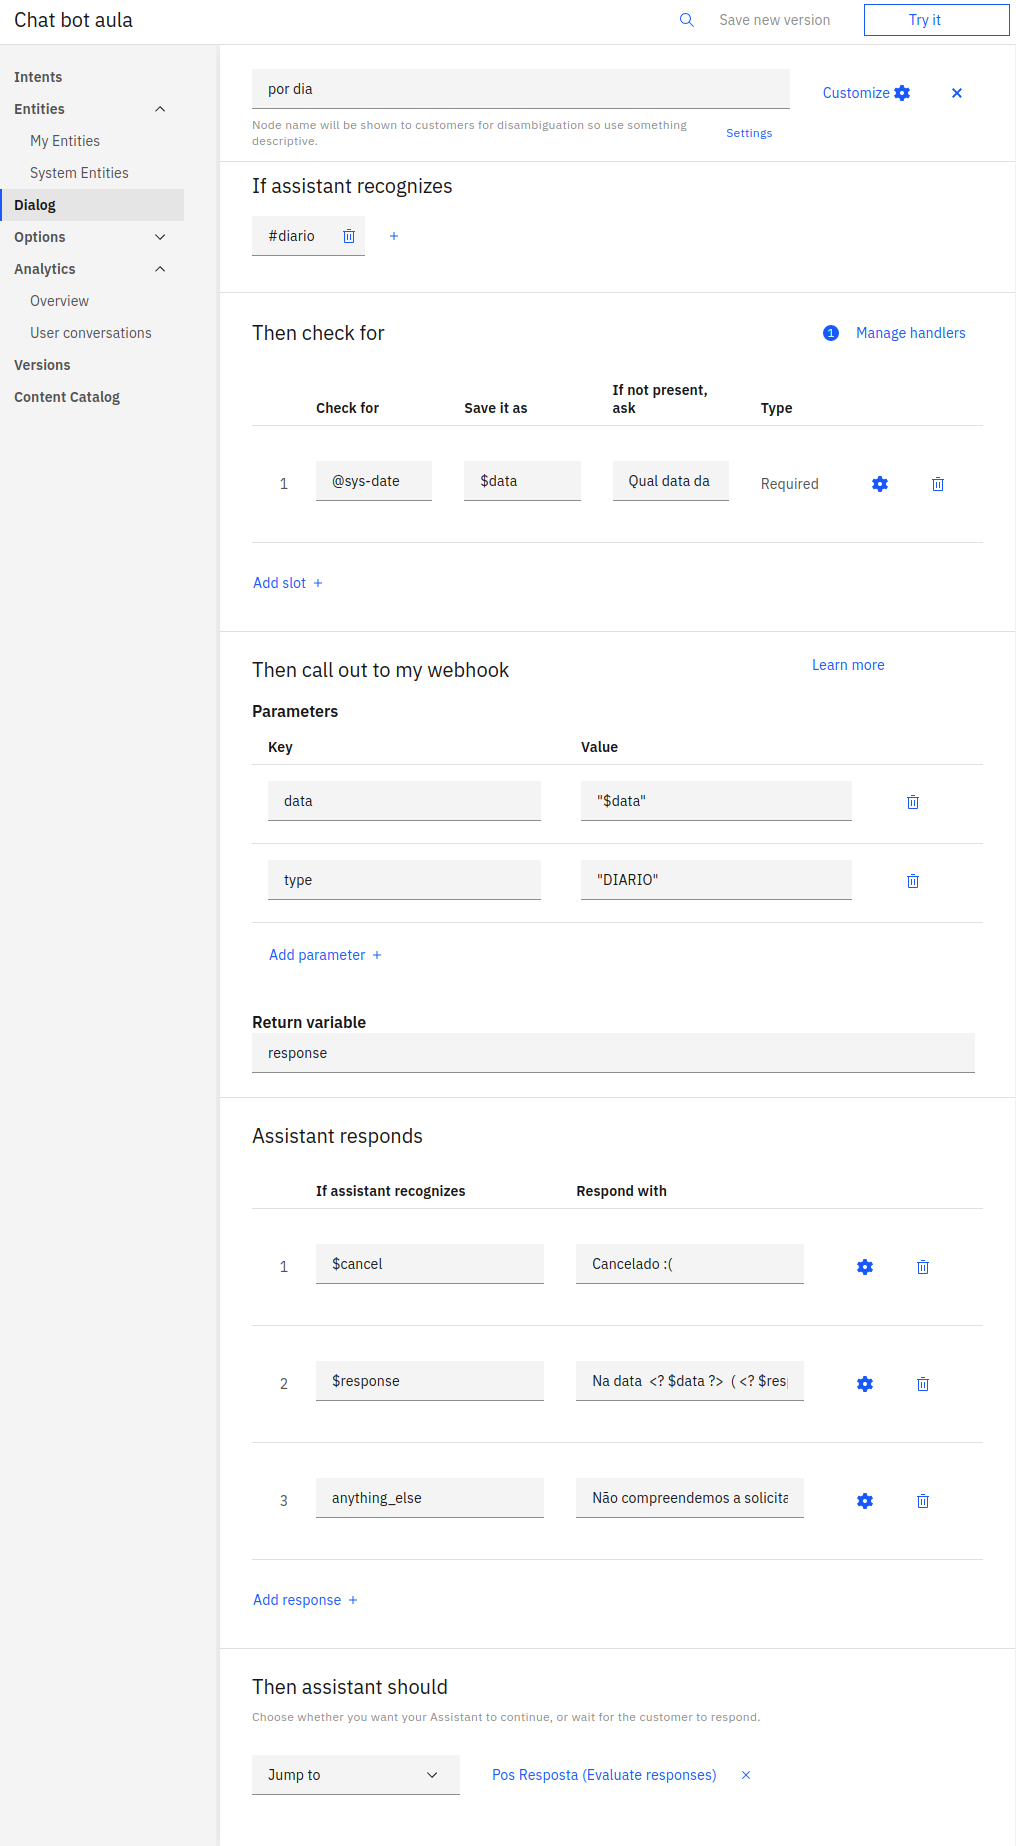 Chat bot aula
Save new version
Try it
Intents
Entities
My Entities
System Entities
Dialog
Options
Analytics
Overview
User conversations
Versions
Content Catalog
por dia
Customize
Node name will be shown to customers for disambiguation so use something
descriptive.
Settings
If assistant recognizes
#diario
+
Then check for
1 Manage handlers
Check for Save it as If not present,
ask Type
1 @sys-date $data Qual data da Required
Add slot +
Then call out to my webhook
Learn more
Parameters
Key Value
data "$data"
type "DIARIO"
Add parameter +
Return variable
response
Assistant responds
If assistant recognizes Respond with
1 $cancel Cancelado :(
2 $response Na data <? $data ?> ( <? $res
3 anything_else Não compreendemos a solicita
Add response +
Then assistant should
Choose whether you want your Assistant to continue, or wait for the customer to respond.
Jump to
Pos Resposta (Evaluate responses)